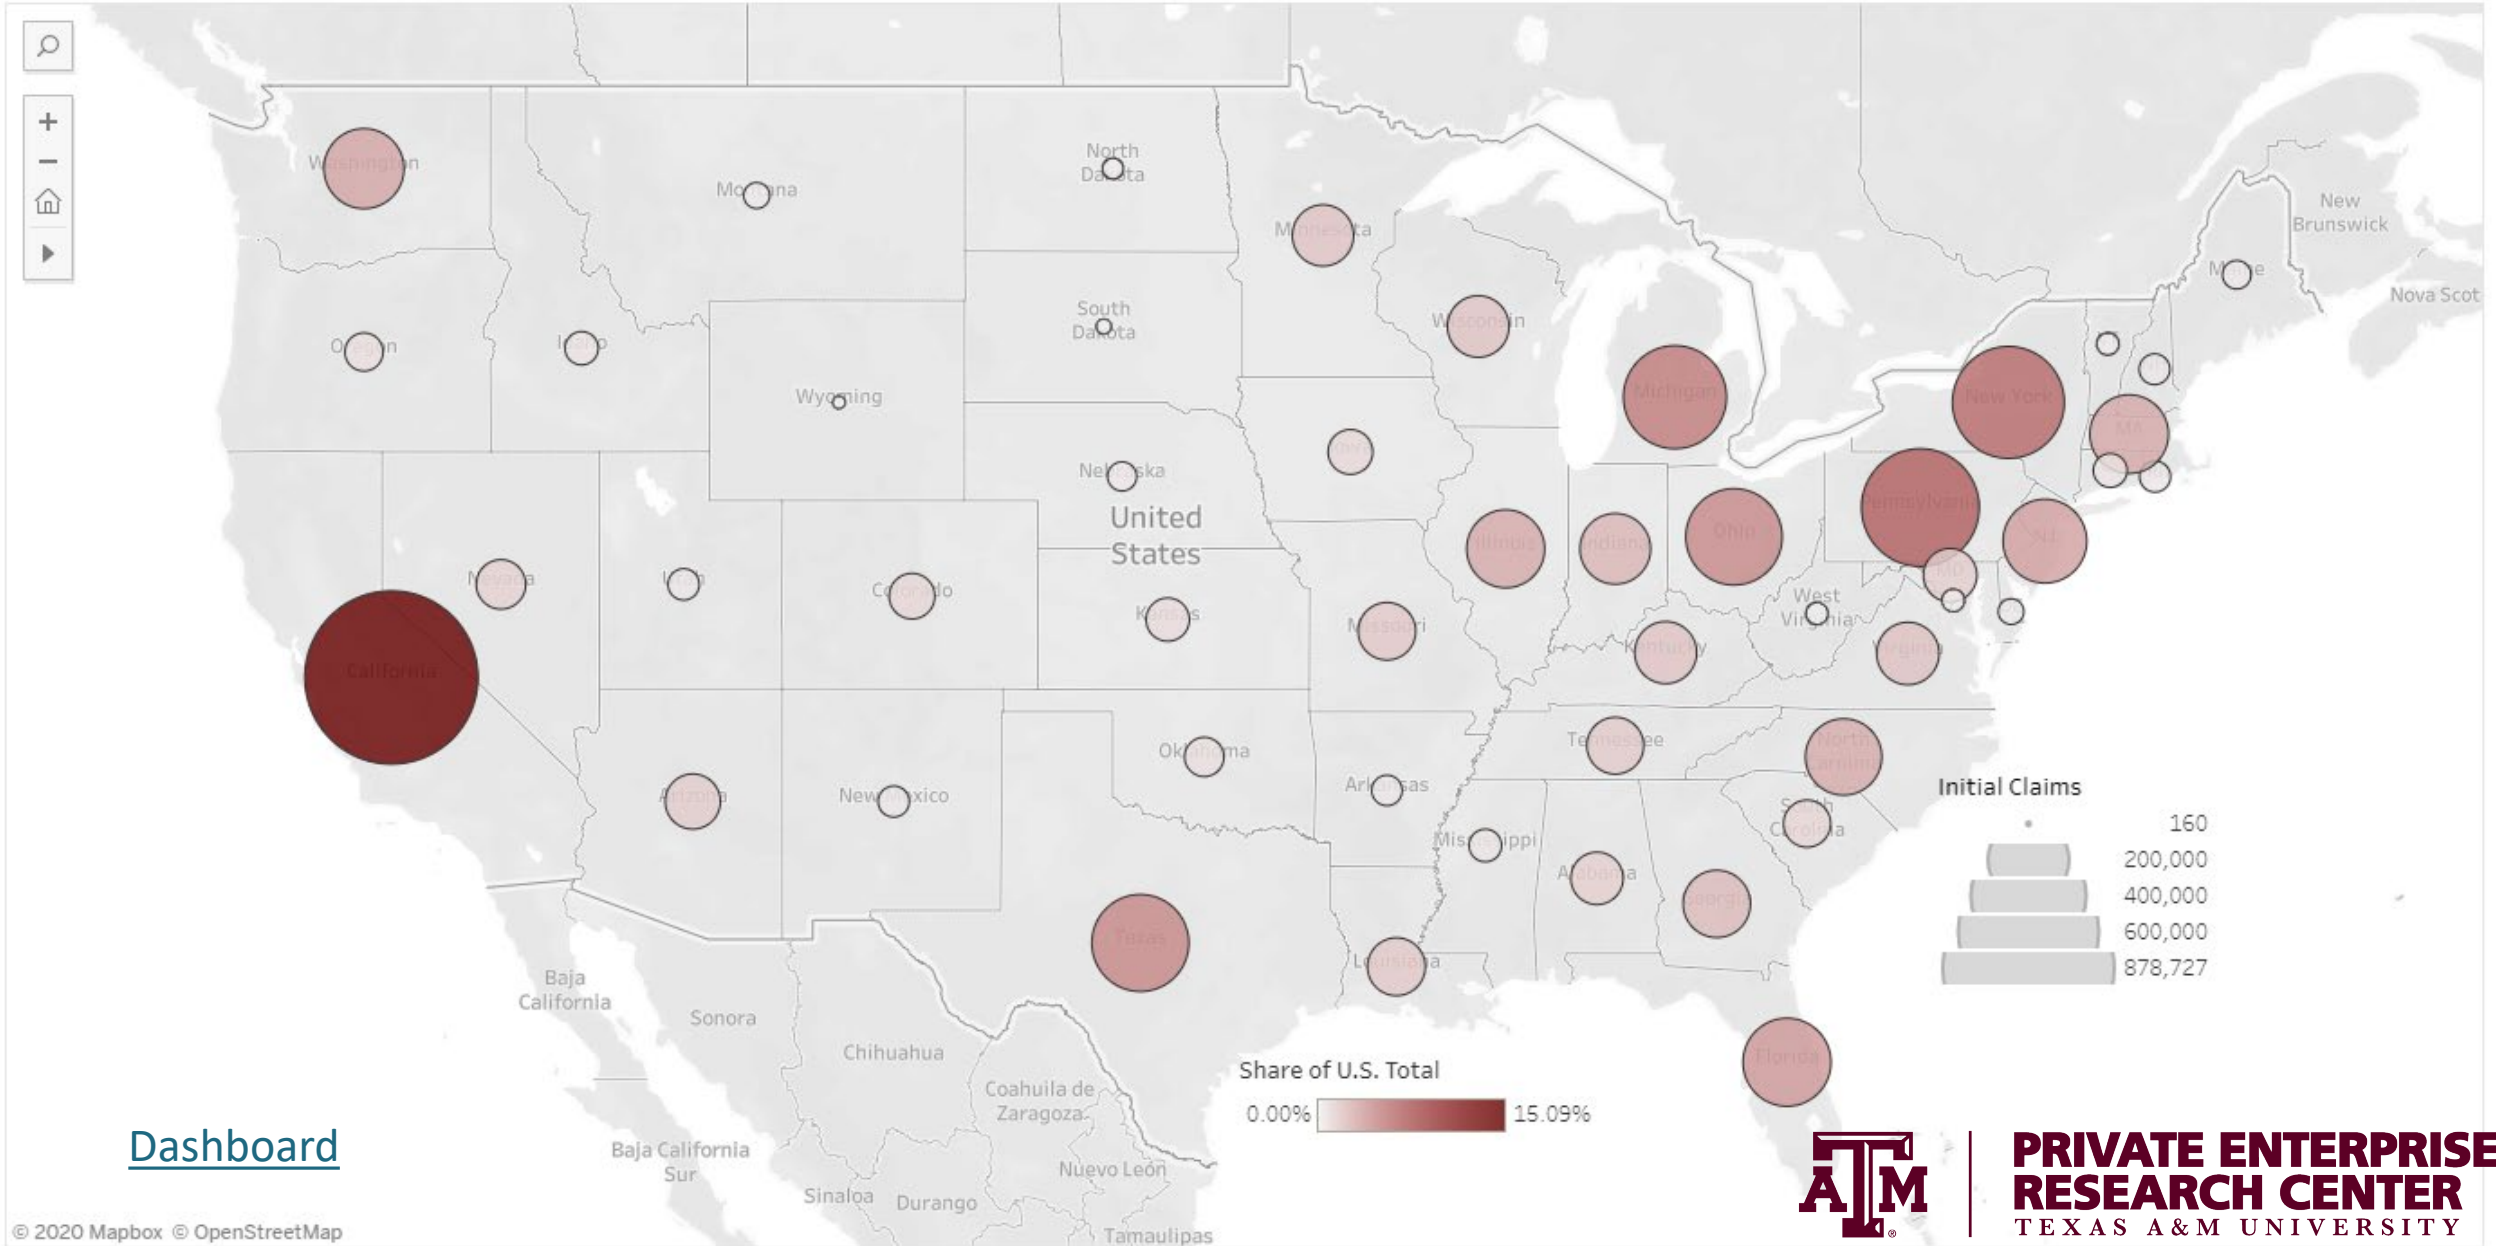 Washington
Montana
North
Dakota
Minnesota
New
Brunswick
Maine
Nova Scot
South
Dakota
Wisconsin
Oregon
Idaho
Wyoming
Michigan
New York
MA
Iowa
Nebraska
United
States
Pennsylvania
Illinois
Indiana
Ohio
NJ
MD
Nevada
Utah
Colorado
Kansas
Missouri
West
Virginia
Kentucky
Virginia
California
Tennessee
North
Carolina
Oklahoma
Arizona
New Mexico
Arkansas
South
Carolina
Mississippi
Alabama
Georgia
Texas
Louisiana
Florida
Initial Claims
160
200,000
400,000
600,000
878,727
Baja
California
Sonora
Chihuahua
Coahuila de
Zaragoza
Share of U.S. Total
0.00%
15.09%
Dashboard
Baja California
Sur
Nuevo León
Sinaloa
Durango
Tamaulipas
© 2020 Mapbox © OpenStreetMap
ATM
®
PRIVATE ENTERPRISE
RESEARCH CENTER
TEXAS A&M UNIVERSITY